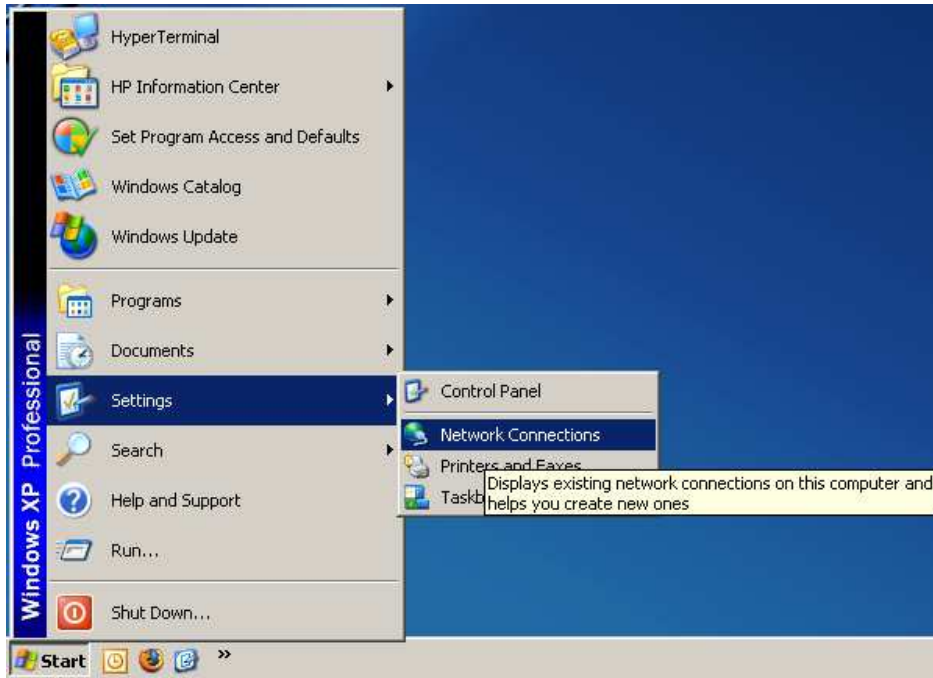 HyperTerminal
HP Information Center
Set Program Access and Defaults
Windows Catalog
Windows Update
Programs
Documents
Settings
Search
Help and Support
Run...
Shut Down...
Windows XP Professional
Control Panel
Network Connections
Printers and Faxes
Taskb
Displays existing network connections on this computer and
helps you create new ones
Start
»